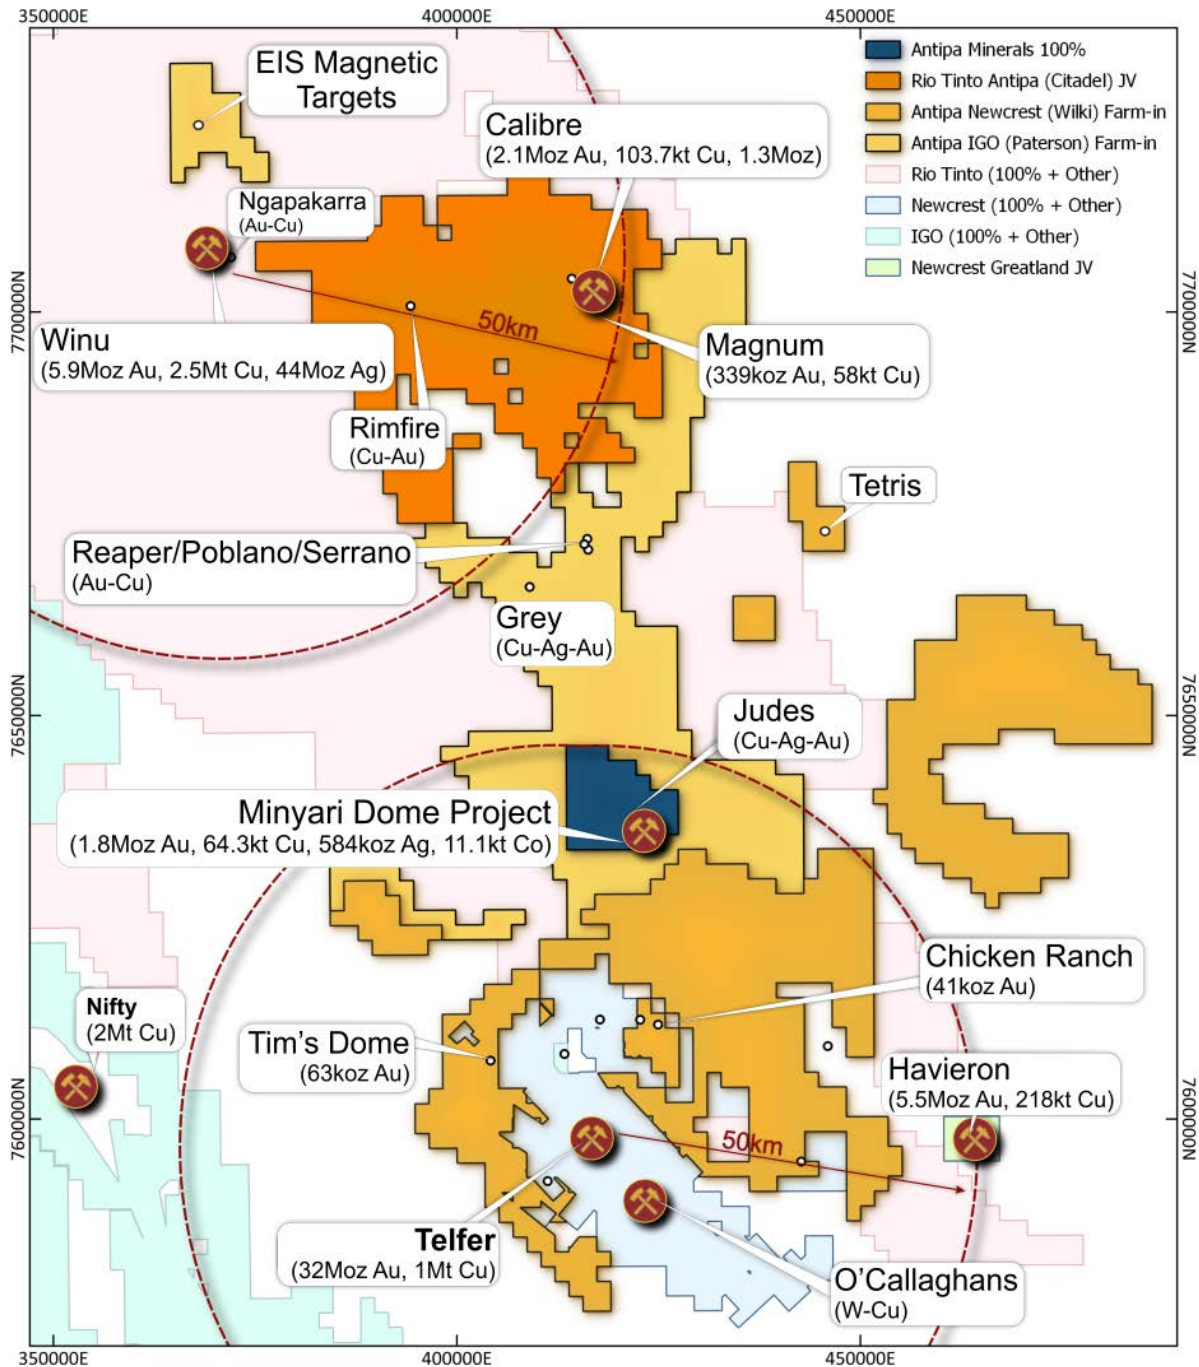 350000E
400000E
450000E
Antipa Minerals 100%
Rio Tinto Antipa (Citadel) JV
Antipa Newcrest (Wilki) Farm-in
Antipa IGO (Paterson) Farm-in
Rio Tinto (100% + Other)
Newcrest (100% + Other)
IGO (100% + Other)
Newcrest Greatland JV
EIS Magnetic
Targets
Calibre
(2.1Moz Au, 103.7kt Cu, 1.3Moz)
Ngapakarra
(Au-Cu)
7700000N
7700000N
50km
Winu
(5.9Moz Au, 2.5Mt Cu, 44Moz Ag)
Magnum
(339koz Au, 58kt Cu)
Rimfire
(Cu-Au)
Tetris
Reaper/Poblano/Serrano
(Au-Cu)
Grey
(Cu-Ag-Au)
7650000N
7650000N
Judes
(Cu-Ag-Au)
Minyari Dome Project
(1.8Moz Au, 64.3kt Cu, 584koz Ag, 11.1kt Co)
Chicken Ranch
(41koz Au)
Nifty
(2Mt Cu)
Tim's Dome
(63koz Au)
Havieron
(5.5Moz Au, 218kt Cu)
7600000N
7600000N
50km
Telfer
(32Moz Au, 1Mt Cu)
O'Callaghans
(W-Cu)
350000E
400000E
450000E